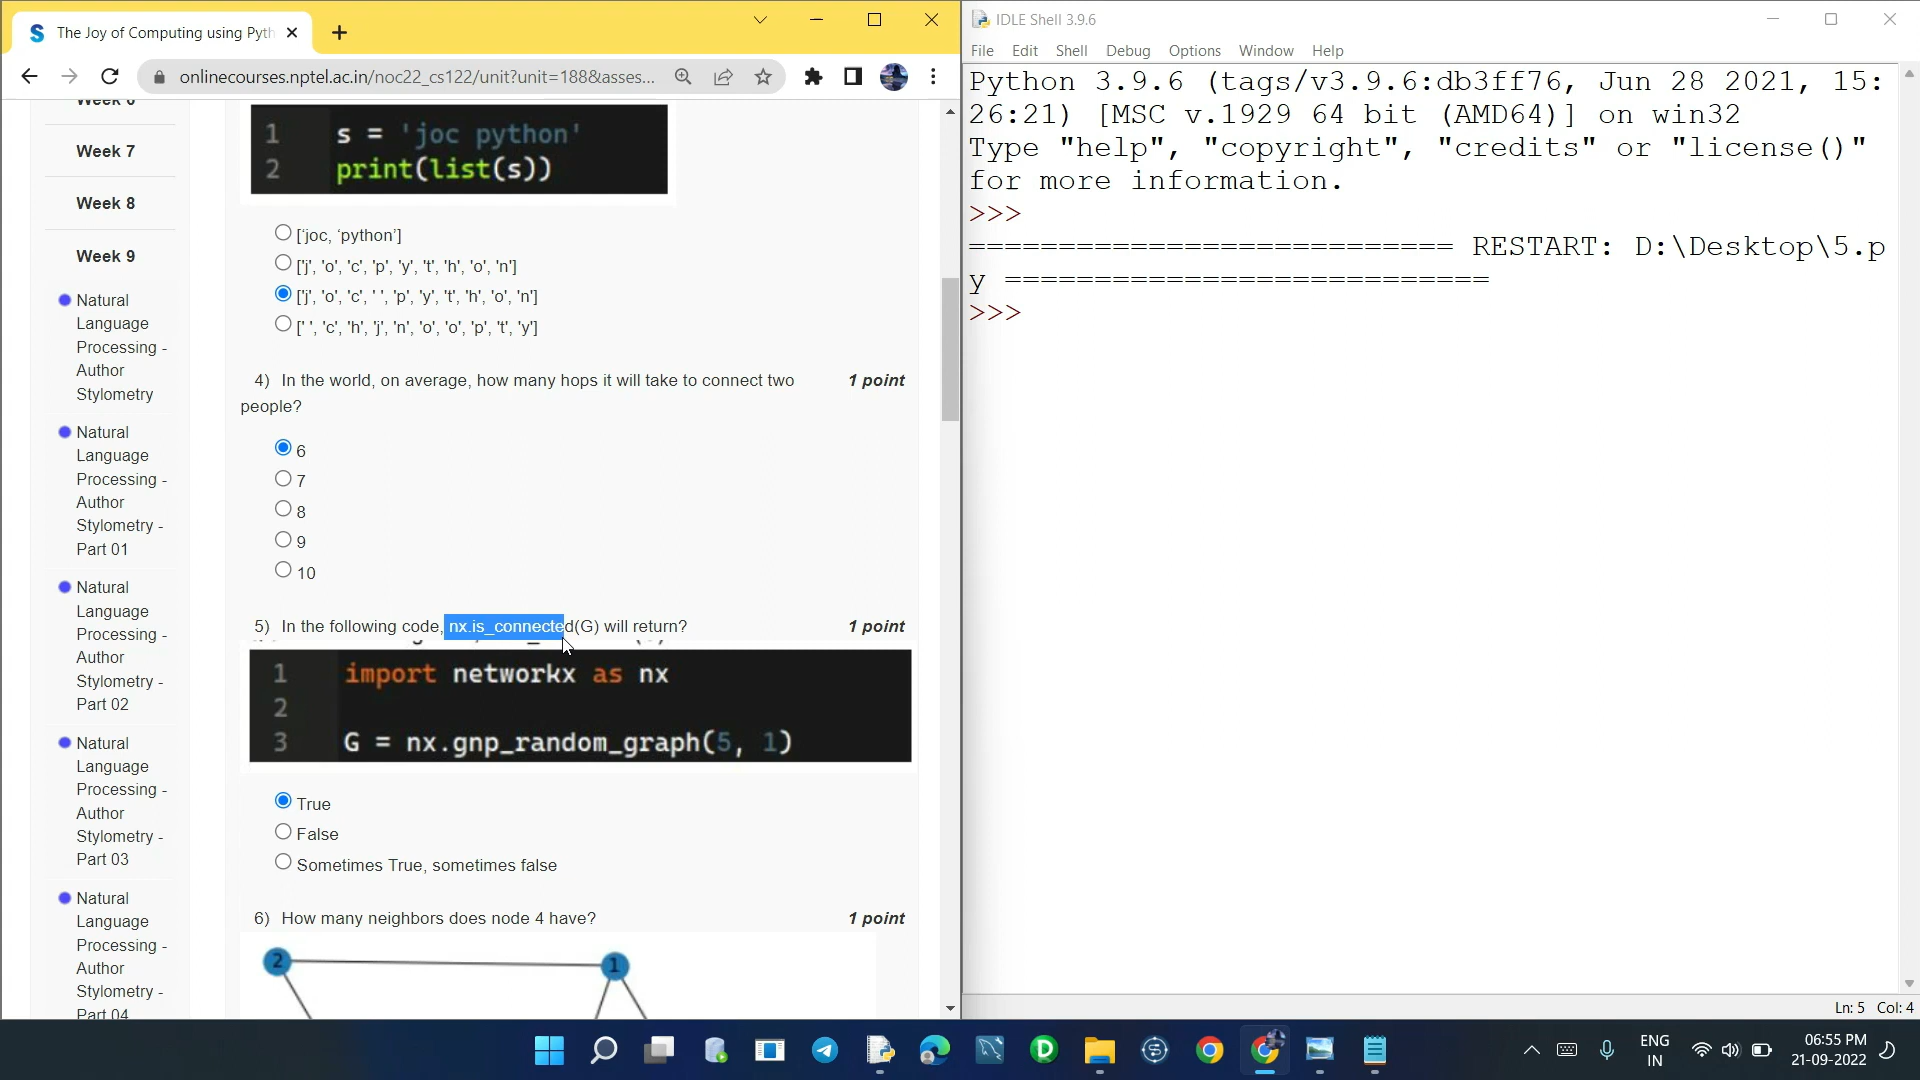 The Joy of Computing using Pyth
onlinecourses.nptel.ac.in/noc22_cs122/unit?unit=188&asses...
Week 6
Week 7
Week 8
Week 9
Natural
Language
Processing -
Author
Stylometry
Natural
Language
Processing -
Author
Stylometry -
Part 01
Natural
Language
Processing -
Author
Stylometry -
Part 02
Natural
Language
Processing -
Author
Stylometry -
Part 03
Natural
Language
Processing -
Author
Stylometry -
Part 04
1 s = 'joc python'
2 print(list(s))
['joc, 'python']
['j', 'o', 'c', 'p', 'y', 't', 'h', 'o', 'n']
['j', 'o', 'c', ' ', 'p', 'y', 't', 'h', 'o', 'n']
[' ', 'c', 'h', 'j', 'n', 'o', 'o', 'p', 't', 'y']
4) In the world, on average, how many hops it will take to connect two 1 point
people?
6
7
8
9
10
5) In the following code, nx.is_connected(G) will return? 1 point
1 import networkx as nx
2
3 G = nx.gnp_random_graph(5, 1)
True
False
Sometimes True, sometimes false
6) How many neighbors does node 4 have? 1 point
2
1
IDLE Shell 3.9.6
File Edit Shell Debug Options Window Help
Python 3.9.6 (tags/v3.9.6:db3ff76, Jun 28 2021, 15:
26:21) [MSC v.1929 64 bit (AMD64)] on win32
Type "help", "copyright", "credits" or "license()"
for more information.
>>>
=========================== RESTART: D:\Desktop\5.p
y ===========================
>>>
Ln: 5 Col: 4
ENG
IN
06:55 PM
21-09-2022